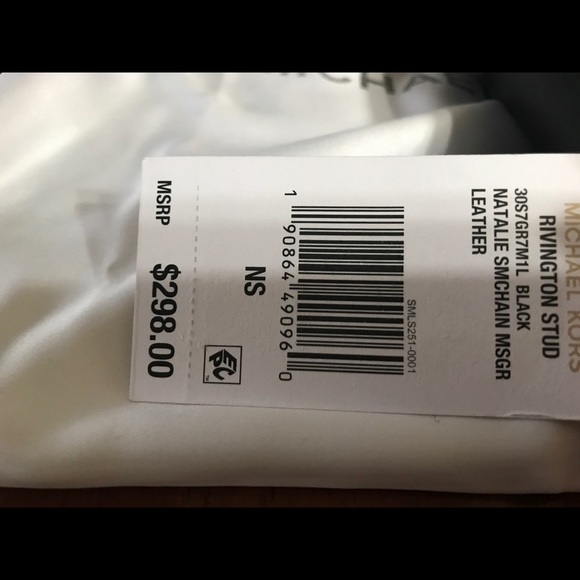 MICHAEL KORS
RIVINGTON STUD
30S7GR7M1L BLACK
NATALIE SMCHAIN MSGR
LEATHER
SMLS251-0001
1 90864 49096 0
NS
EPC
MSRP $298.00